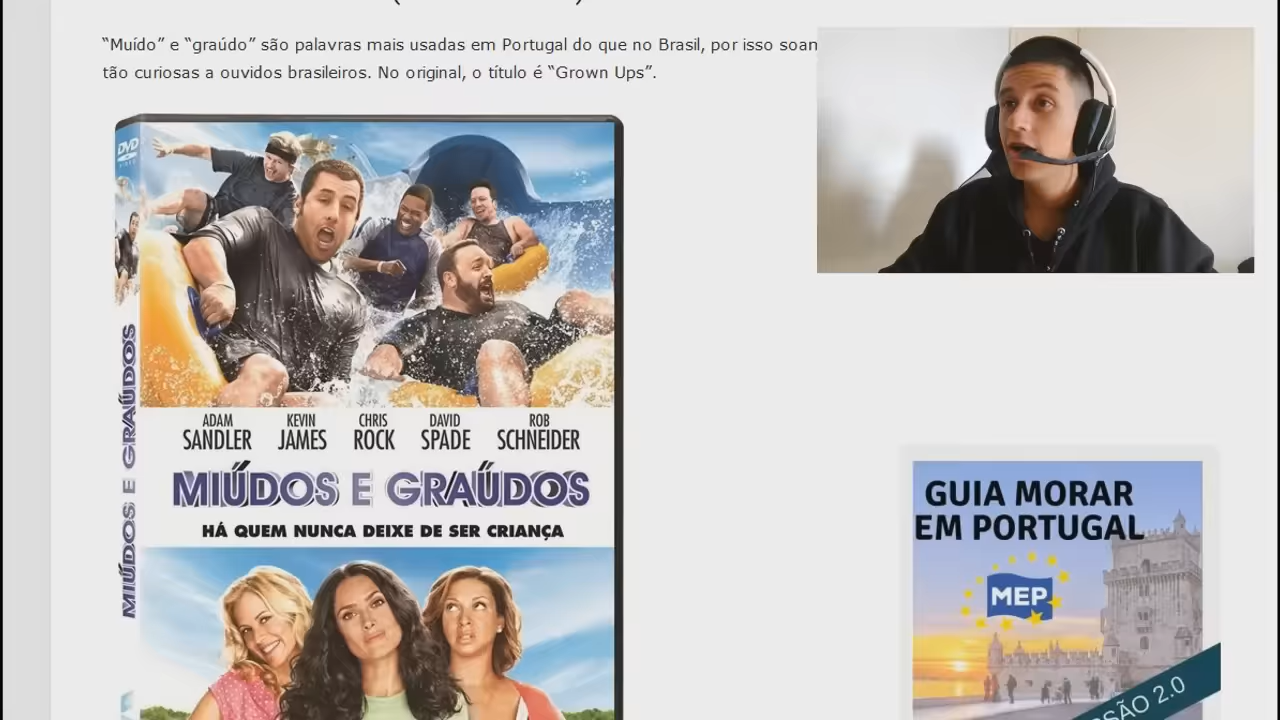 “Muído” e “graúdo” são palavras mais usadas em Portugal do que no Brasil, por isso soam
tão curiosas a ouvidos brasileiros. No original, o título é “Grown Ups”.
DVD
MIÚDOS E GRAÚDOS
ADAM SANDLER
KEVIN JAMES
CHRIS ROCK
DAVID SPADE
ROB SCHNEIDER
MIÚDOS E GRAÚDOS
HÁ QUEM NUNCA DEIXE DE SER CRIANÇA
GUIA MORAR
EM PORTUGAL
MEP
2.0